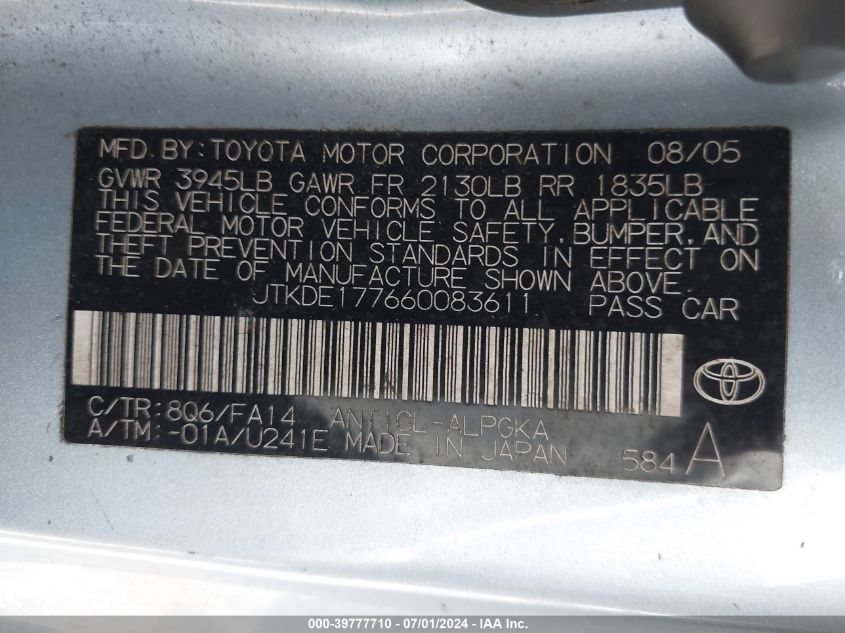 MFD. BY: TOYOTA MOTOR CORPORATION 08/05
GVWR 3945LB GAWR FR 2130LB RR 1835LB
THIS VEHICLE CONFORMS TO ALL APPLICABLE
FEDERAL MOTOR VEHICLE SAFETY, BUMPER, AND
THEFT PREVENTION STANDARDS IN EFFECT ON
THE DATE OF MANUFACTURE SHOWN ABOVE.
JTKDE177660083611 PASS CAR
C/TR: 8Q6/FA14 ANTICL-ALPGKA
A/TM: -01A/U241E MADE IN JAPAN 584 A
000-39777710 - 07/01/2024 - IAA Inc.